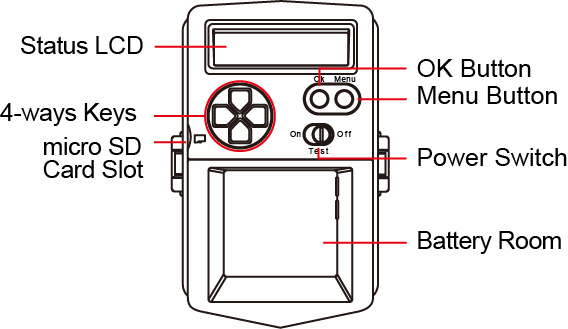 Status LCD
Ok Menu
OK Button
Menu Button
4-ways Keys
On Off
micro SD
Card Slot
Test
Power Switch
Battery Room